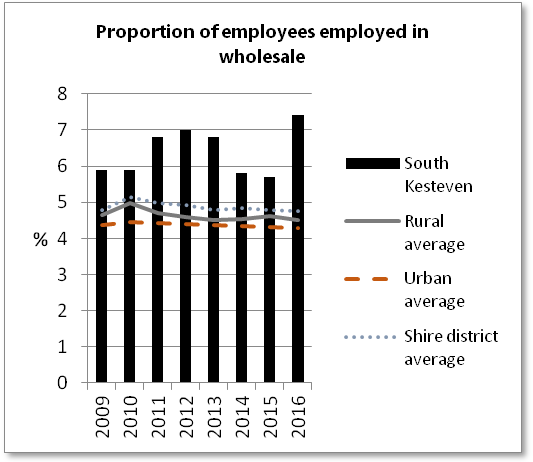 Proportion of employees employed in
wholesale
8
7
6
5
4
3
2
1
0
%
2009
2010
2011
2012
2013
2014
2015
2016
South
Kesteven
Rural
average
Urban
average
Shire district
average